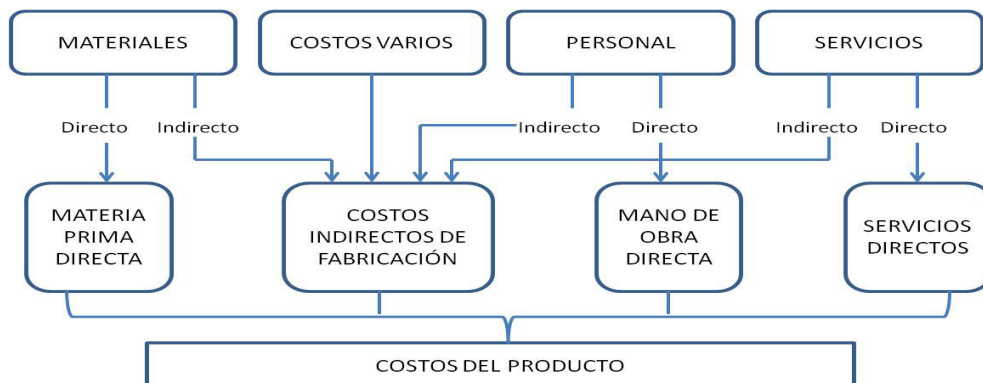 MATERIALES
COSTOS VARIOS
PERSONAL
SERVICIOS
Directo
Indirecto
Indirecto
Directo
Indirecto
Directo
MATERIA
PRIMA
DIRECTA
COSTOS
INDIRECTOS DE
FABRICACIÓN
MANO DE
OBRA
DIRECTA
SERVICIOS
DIRECTOS
COSTOS DEL PRODUCTO